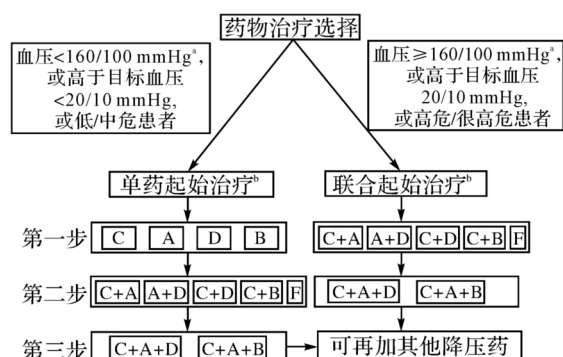 药物治疗选择
血压<160/100 mmHgᵃ,
或高于目标血压
<20/10 mmHg,
或低/中危患者
血压≥160/100 mmHgᵃ,
或高于目标血压
20/10 mmHg,
或高危/很高危患者
单药起始治疗ᵇ
联合起始治疗ᵇ
第一步 C A D B C+A A+D C+D C+B F
第二步 C+A A+D C+D C+B F C+A+D C+A+B
第三步 C+A+D C+A+B 可再加其他降压药